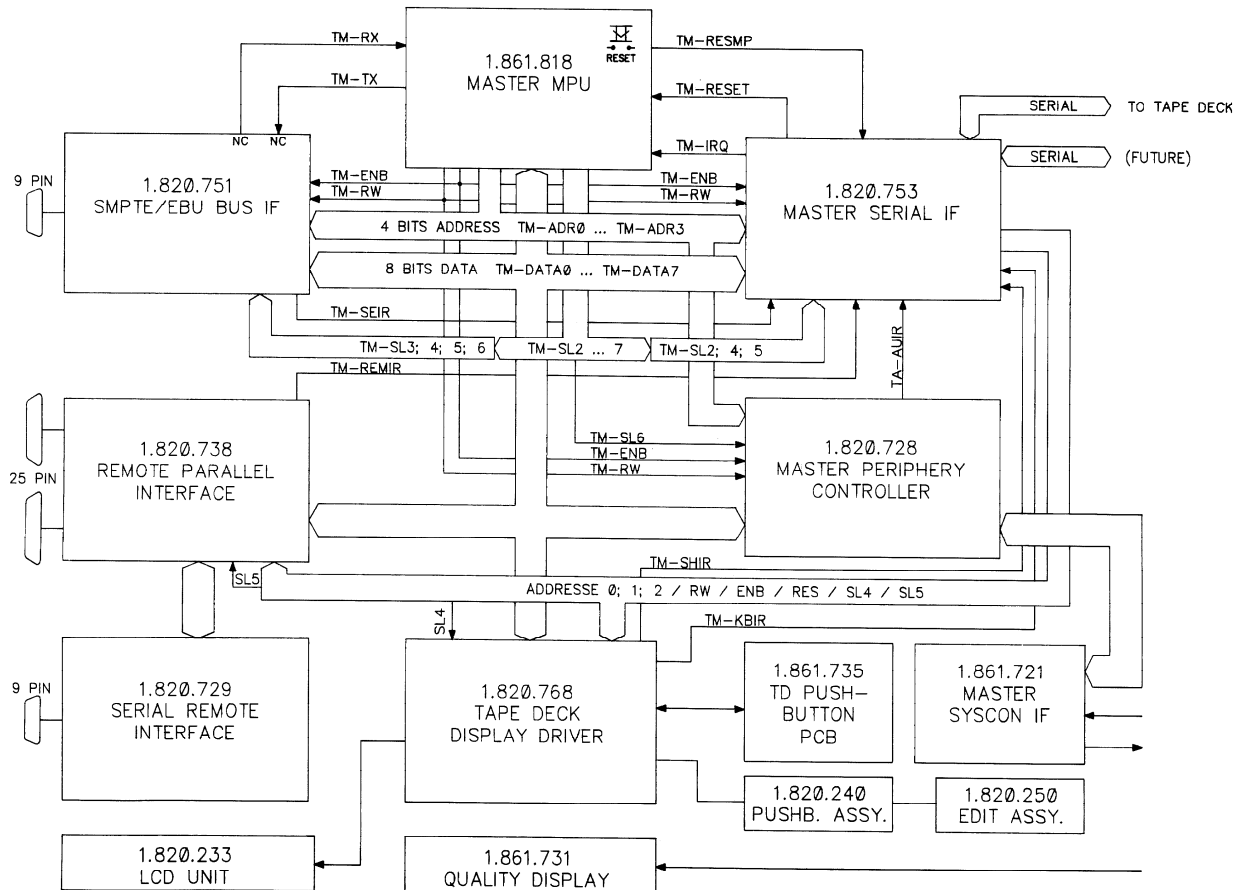 TM-RX
1.861.818
MASTER MPU
RESET
TM-RESMP
TM-TX
TM-RESET
SERIAL
TO TAPE DECK
NC
NC
TM-IRQ
SERIAL
(FUTURE)
9 PIN
1.820.751
SMPTE/EBU BUS IF
TM-ENB
TM-RW
TM-ENB
TM-RW
1.820.753
MASTER SERIAL IF
4 BITS ADDRESS TM-ADR0 ... TM-ADR3
8 BITS DATA TM-DATA0 ... TM-DATA7
TM-SEIR
TM-SL3; 4; 5; 6
TM-SL2 ... 7
TM-SL2; 4; 5
TM-REMIR
TA-AUIR
25 PIN
1.820.738
REMOTE PARALLEL
INTERFACE
TM-SL6
TM-ENB
TM-RW
1.820.728
MASTER PERIPHERY
CONTROLLER
TM-SHIR
SL5
ADDRESSE 0; 1; 2 / RW / ENB / RES / SL4 / SL5
SL4
TM-KBIR
9 PIN
1.820.729
SERIAL REMOTE
INTERFACE
1.820.768
TAPE DECK
DISPLAY DRIVER
1.861.735
TD PUSH-
BUTTON
PCB
1.861.721
MASTER
SYSCON IF
1.820.240
PUSHB. ASSY.
1.820.250
EDIT ASSY.
1.820.233
LCD UNIT
1.861.731
QUALITY DISPLAY